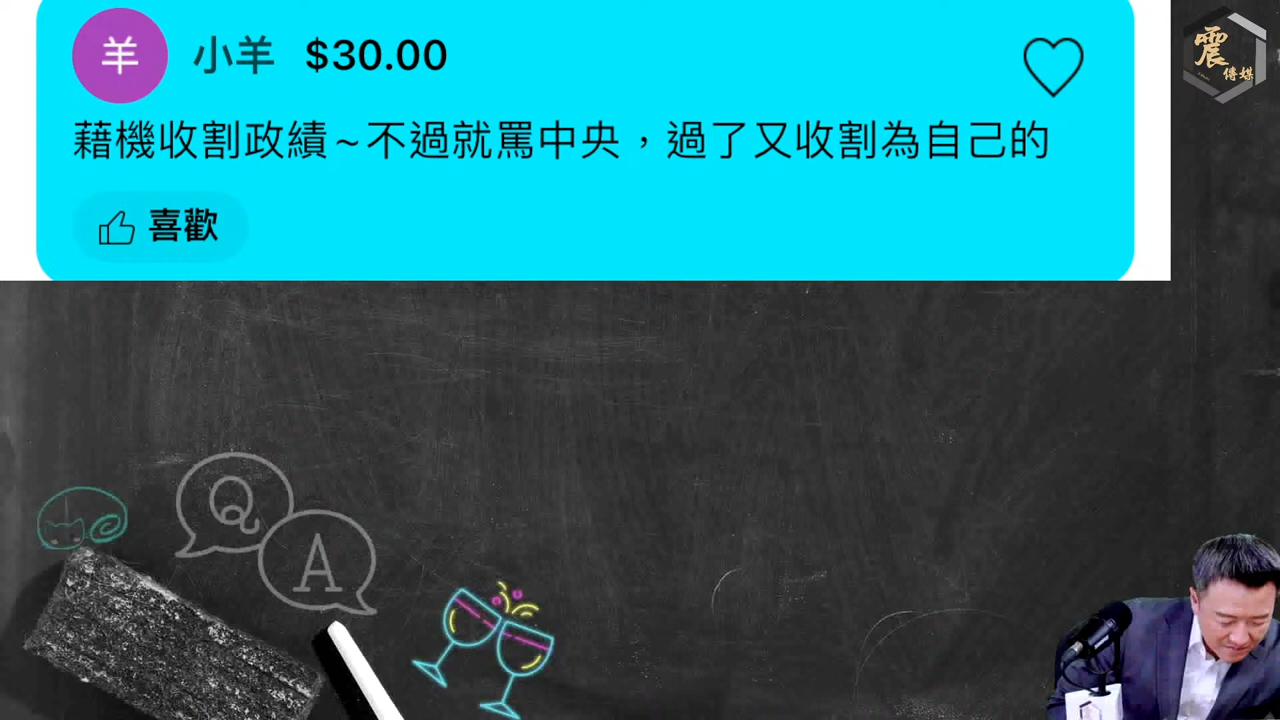 羊 小羊 $30.00
藉機收割政績~不過就罵中央，過了又收割為自己的
喜歡
震
傳媒
Q
A